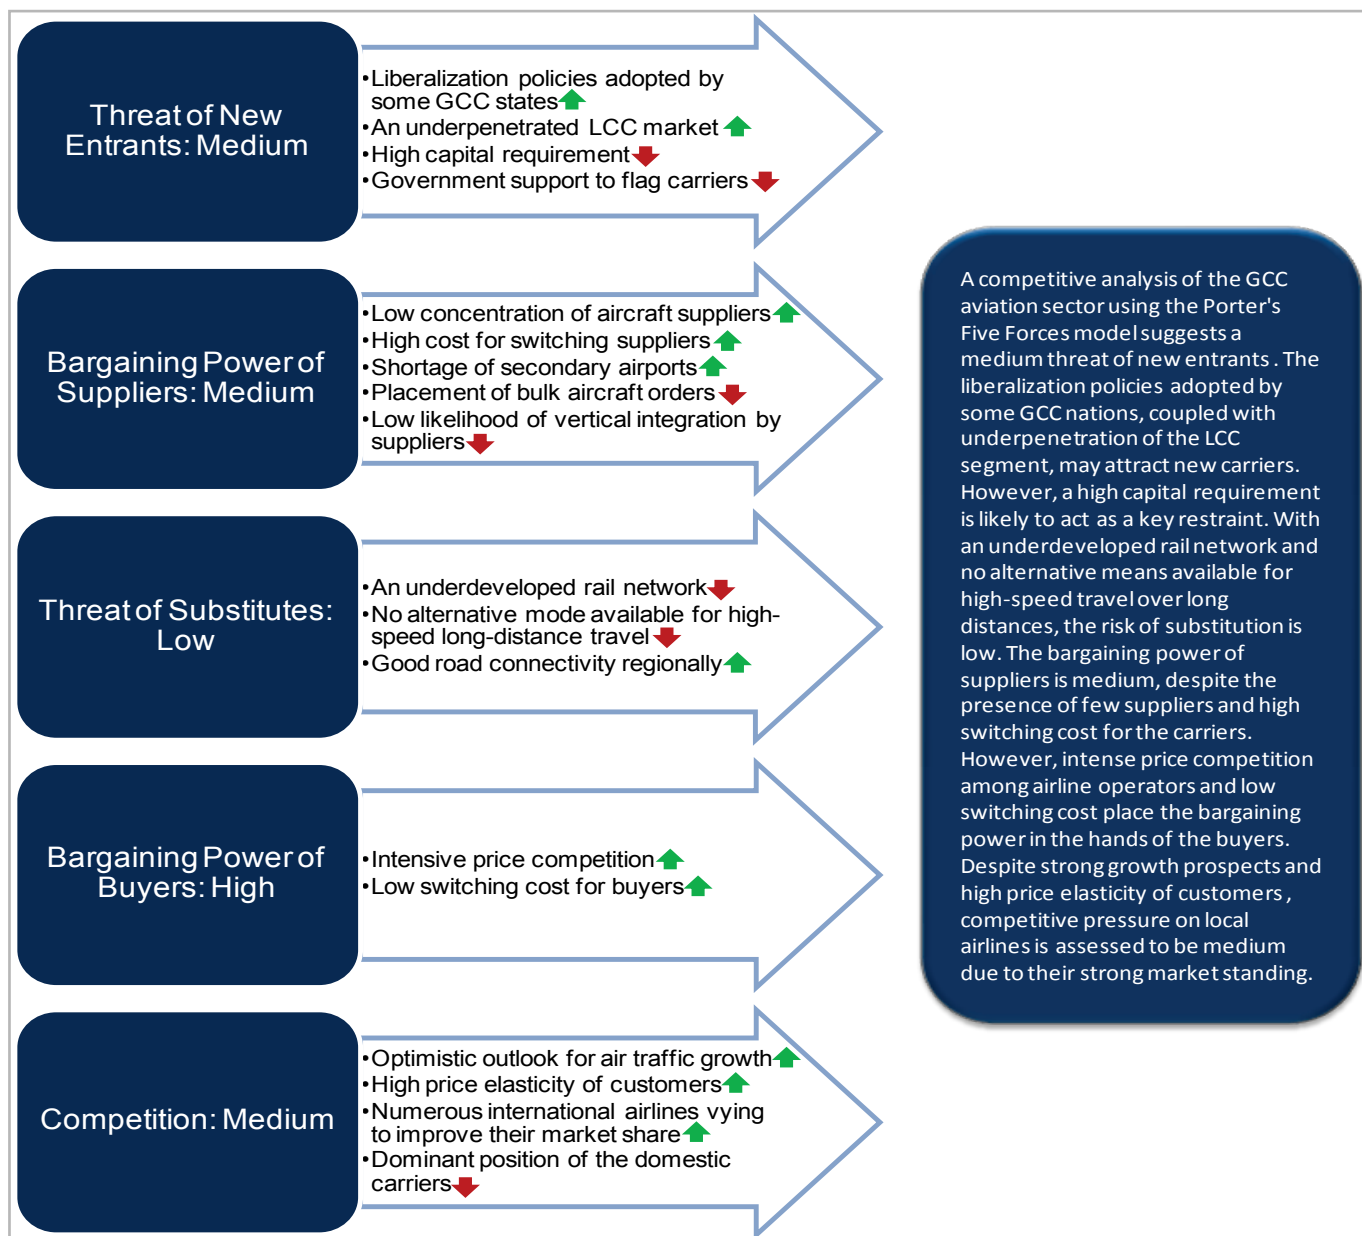 Threat of New
Entrants: Medium
•Liberalization policies adopted by
some GCC states
•An underpenetrated LCC market
•High capital requirement
•Government support to flag carriers
Bargaining Power of
Suppliers: Medium
•Low concentration of aircraft suppliers
•High cost for switching suppliers
•Shortage of secondary airports
•Placement of bulk aircraft orders
•Low likelihood of vertical integration by
suppliers
Threat of Substitutes:
Low
•An underdeveloped rail network
•No alternative mode available for high-
speed long-distance travel
•Good road connectivity regionally
Bargaining Power of
Buyers: High
•Intensive price competition
•Low switching cost for buyers
Competition: Medium
•Optimistic outlook for air traffic growth
•High price elasticity of customers
•Numerous international airlines vying
to improve their market share
•Dominant position of the domestic
carriers
A competitive analysis of the GCC
aviation sector using the Porter's
Five Forces model suggests a
medium threat of new entrants . The
liberalization policies adopted by
some GCC nations, coupled with
underpenetration of the LCC
segment, may attract new carriers.
However, a high capital requirement
is likely to act as a key restraint. With
an underdeveloped rail network and
no alternative means available for
high-speed travel over long
distances, the risk of substitution is
low. The bargaining power of
suppliers is medium, despite the
presence of few suppliers and high
switching cost for the carriers.
However, intense price competition
among airline operators and low
switching cost place the bargaining
power in the hands of the buyers.
Despite strong growth prospects and
high price elasticity of customers ,
competitive pressure on local
airlines is assessed to be medium
due to their strong market standing.